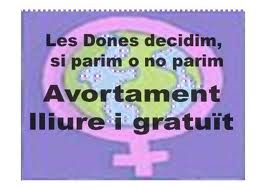 Les Dones decidim,
si parim o no parim
Avortament
lliure i gratuït